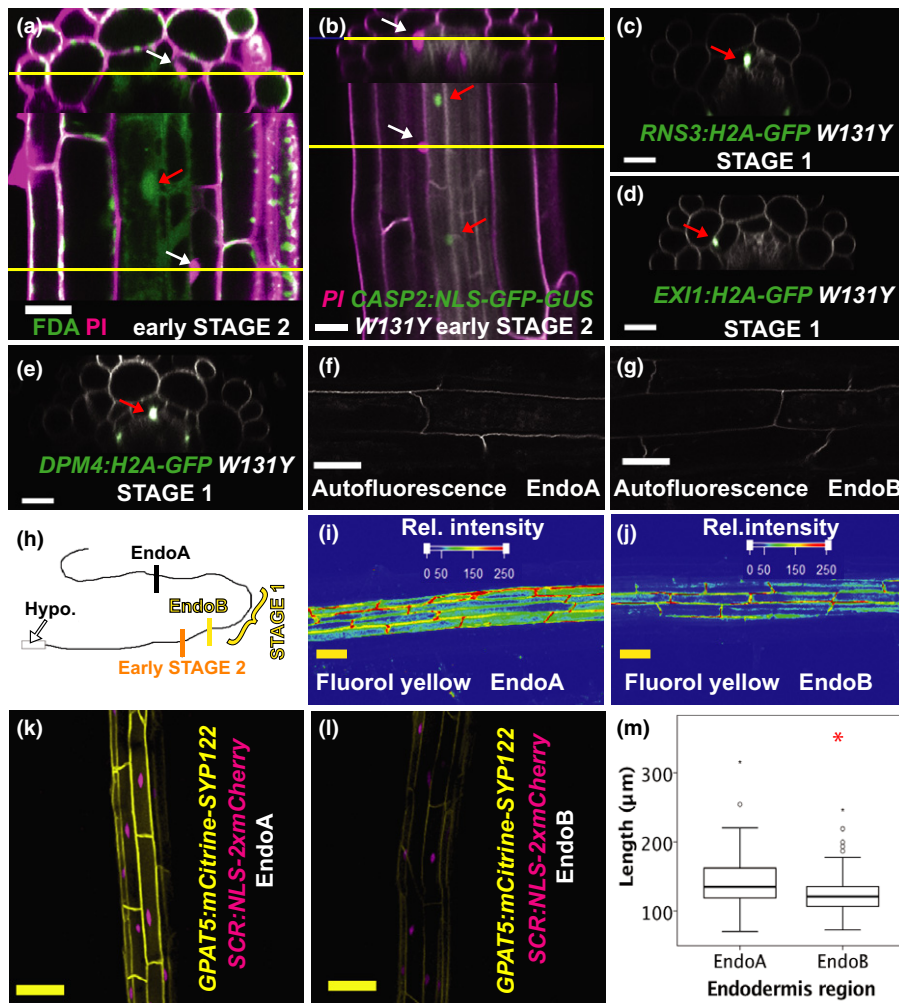 (a)
FDA PI early STAGE 2
(b)
PI CASP2:NLS-GFP-GUS
W131Y early STAGE 2
(c)
RNS3:H2A-GFP W131Y
STAGE 1
(d)
EXI1:H2A-GFP W131Y
STAGE 1
(e)
DPM4:H2A-GFP W131Y
STAGE 1
(f)
Autofluorescence EndoA
(g)
Autofluorescence EndoB
(h)
EndoA
Hypo.
EndoB
STAGE 1
Early STAGE 2
(i)
Rel. intensity
0 50 150 250
Fluorol yellow EndoA
(j)
Rel.intensity
0 50 150 250
Fluorol yellow EndoB
(k)
GPAT5:mCitrine-SYP122
SCR:NLS-2xmCherry
EndoA
(l)
GPAT5:mCitrine-SYP122
SCR:NLS-2xmCherry
EndoB
(m)
*
Length (µm)
300
200
100
EndoA EndoB
Endodermis region